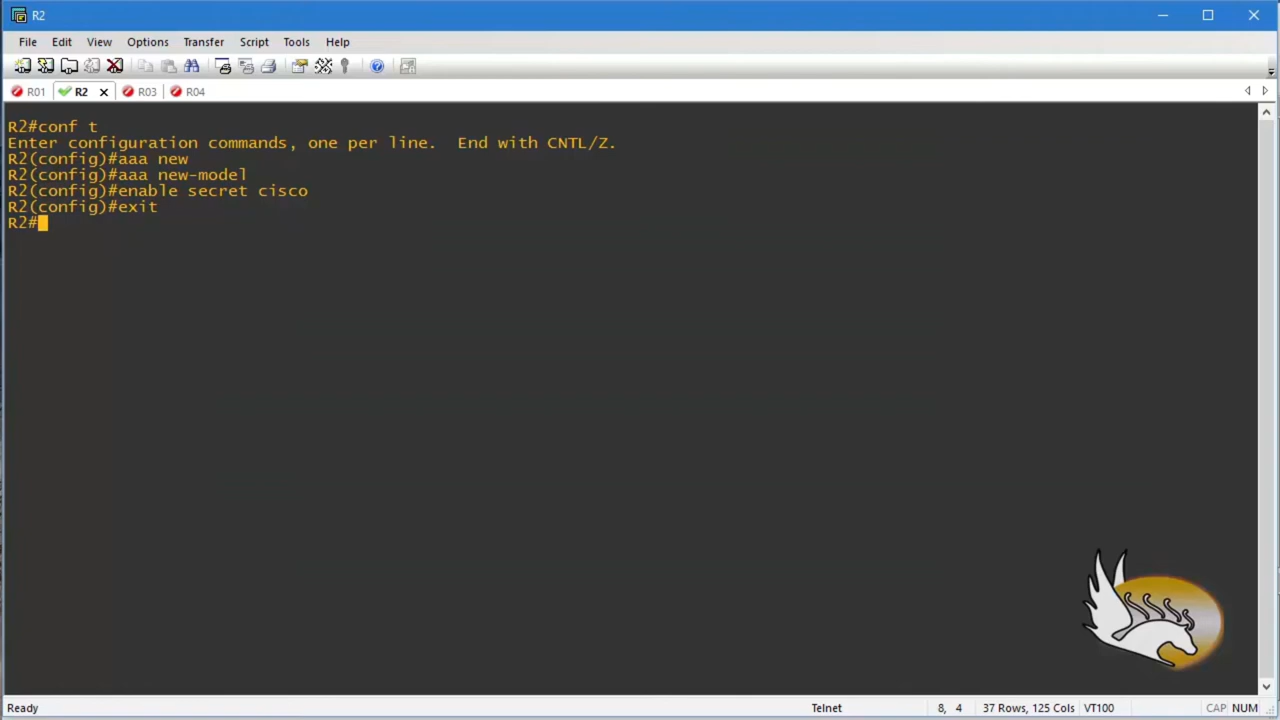 R2
File Edit View Options Transfer Script Tools Help
R01 R2 R03 R04
R2#conf t
Enter configuration commands, one per line.  End with CNTL/Z.
R2(config)#aaa new
R2(config)#aaa new-model
R2(config)#enable secret cisco
R2(config)#exit
R2#
Ready Telnet 8, 4 37 Rows, 125 Cols VT100 CAP NUM